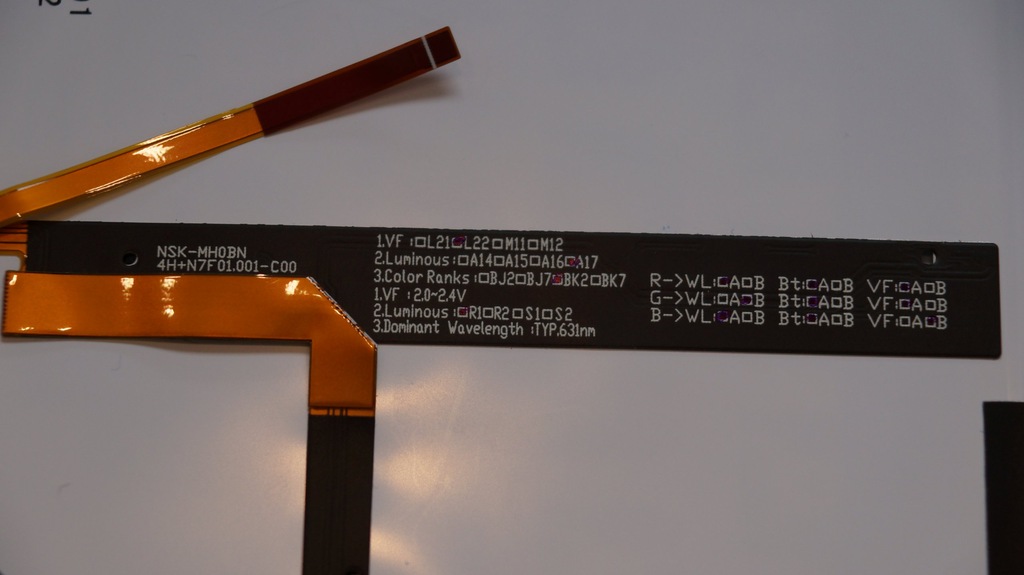 NSK-MH0BN
4H+N7F01.001-C00
1.VF :□L21□L22□M11□M12
2.Luminous:□A14□A15□A16□A17
3.Color Ranks :□BJ2□BJ7□BK2□BK7
1.VF :2.0~2.4V
2.Luminous :□R1□R2□S1□S2
3.Dominant Wavelength :TYP.631nm
R->WL:□A□B Bt:□A□B VF:□A□B
G->WL:□A□B Bt:□A□B VF:□A□B
B->WL:□A□B Bt:□A□B VF:□A□B